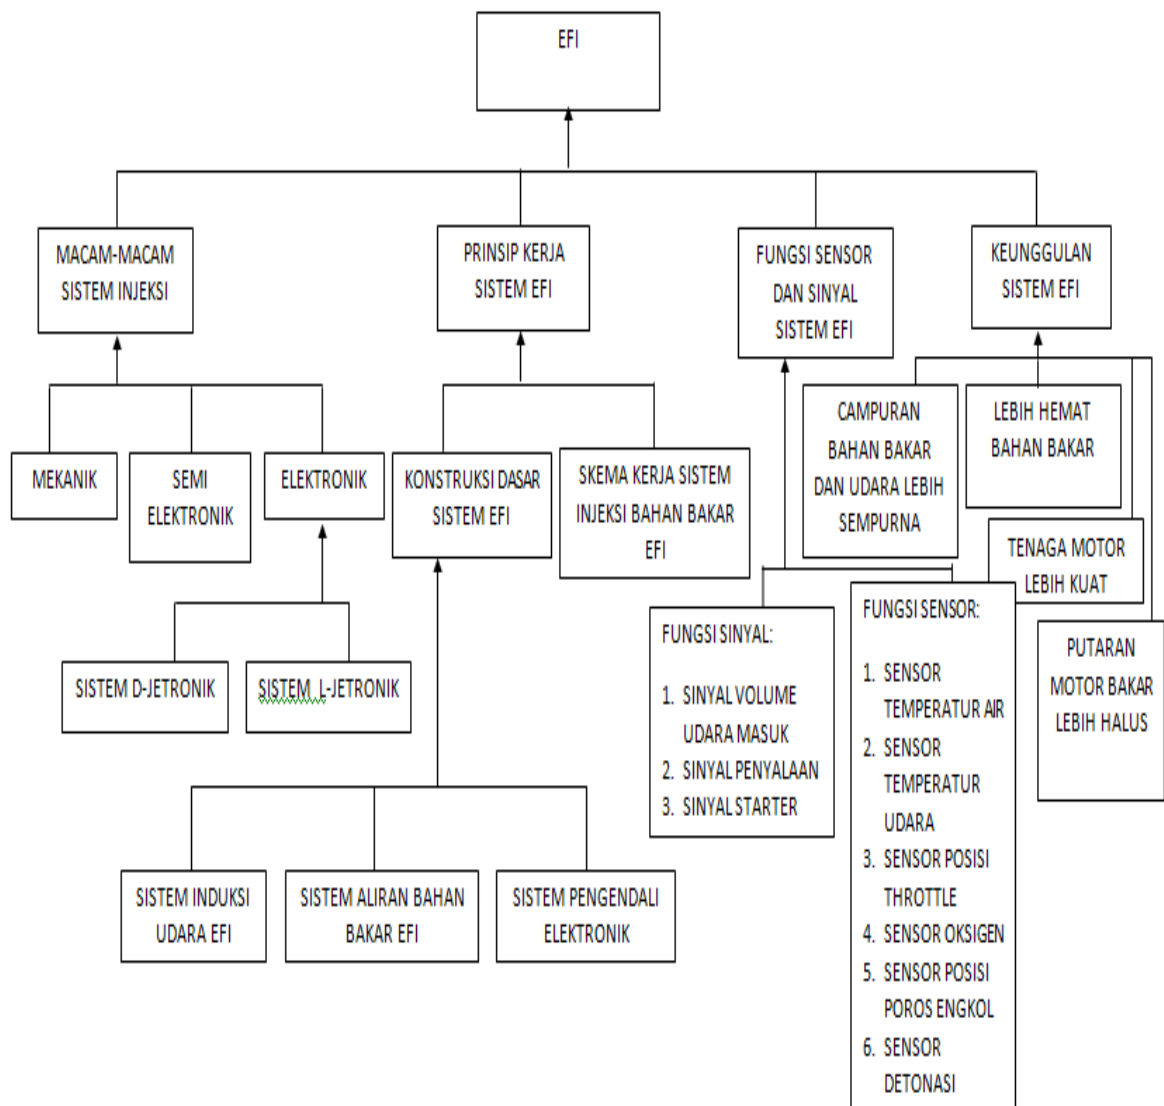 EFI
MACAM-MACAM
SISTEM INJEKSI
PRINSIP KERJA
SISTEM EFI
FUNGSI SENSOR
DAN SINYAL
SISTEM EFI
KEUNGGULAN
SISTEM EFI
MEKANIK
SEMI
ELEKTRONIK
ELEKTRONIK
KONSTRUKSI DASAR
SISTEM EFI
SKEMA KERJA SISTEM
INJEKSI BAHAN BAKAR
EFI
CAMPURAN
BAHAN BAKAR
DAN UDARA LEBIH
SEMPURNA
LEBIH HEMAT
BAHAN BAKAR
TENAGA MOTOR
LEBIH KUAT
PUTARAN
MOTOR BAKAR
LEBIH HALUS
SISTEM D-JETRONIK
SISTEM L-JETRONIK
FUNGSI SINYAL:
1. SINYAL VOLUME
UDARA MASUK
2. SINYAL PENYALAAN
3. SINYAL STARTER
FUNGSI SENSOR:
1. SENSOR
TEMPERATUR AIR
2. SENSOR
TEMPERATUR
UDARA
3. SENSOR POSISI
THROTTLE
4. SENSOR OKSIGEN
5. SENSOR POSISI
POROS ENGKOL
6. SENSOR
DETONASI
SISTEM INDUKSI
UDARA EFI
SISTEM ALIRAN BAHAN
BAKAR EFI
SISTEM PENGENDALI
ELEKTRONIK